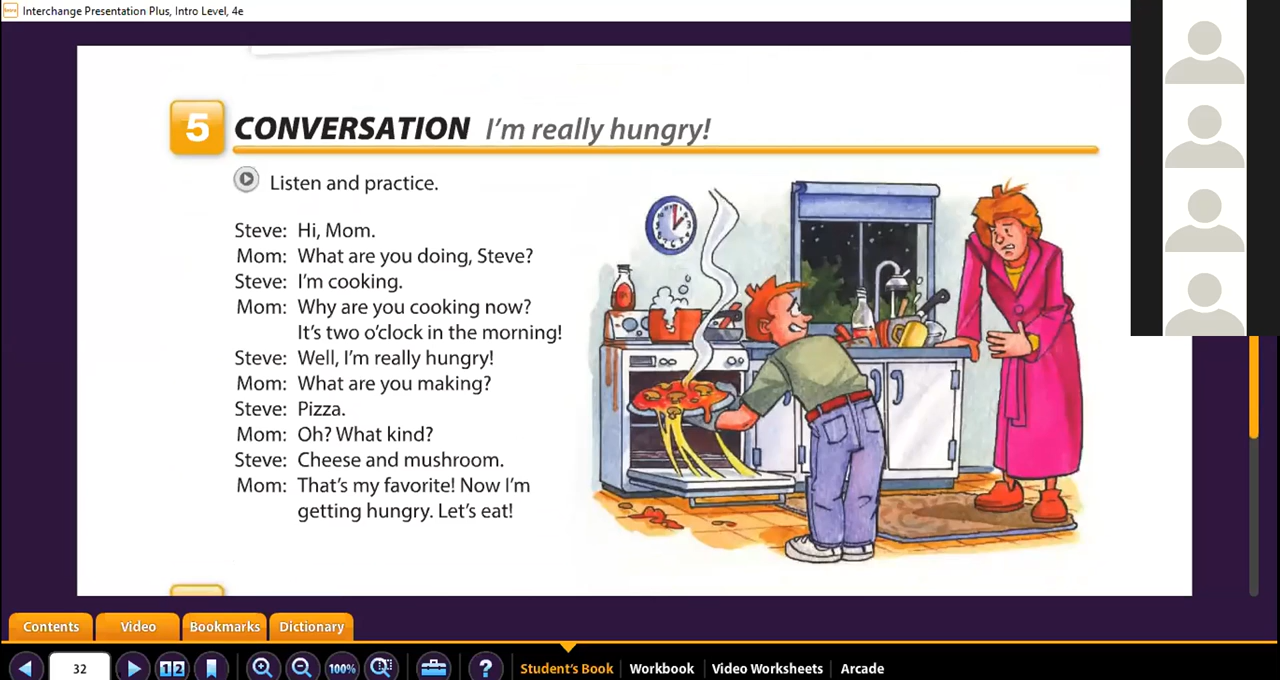 Interchange Presentation Plus, Intro Level, 4e
5 CONVERSATION I'm really hungry!
Listen and practice.
Steve: Hi, Mom.
Mom: What are you doing, Steve?
Steve: I'm cooking.
Mom: Why are you cooking now?
It's two o'clock in the morning!
Steve: Well, I'm really hungry!
Mom: What are you making?
Steve: Pizza.
Mom: Oh? What kind?
Steve: Cheese and mushroom.
Mom: That's my favorite! Now I'm
getting hungry. Let's eat!
Contents Video Bookmarks Dictionary
32 12 100% ? Student's Book Workbook Video Worksheets Arcade